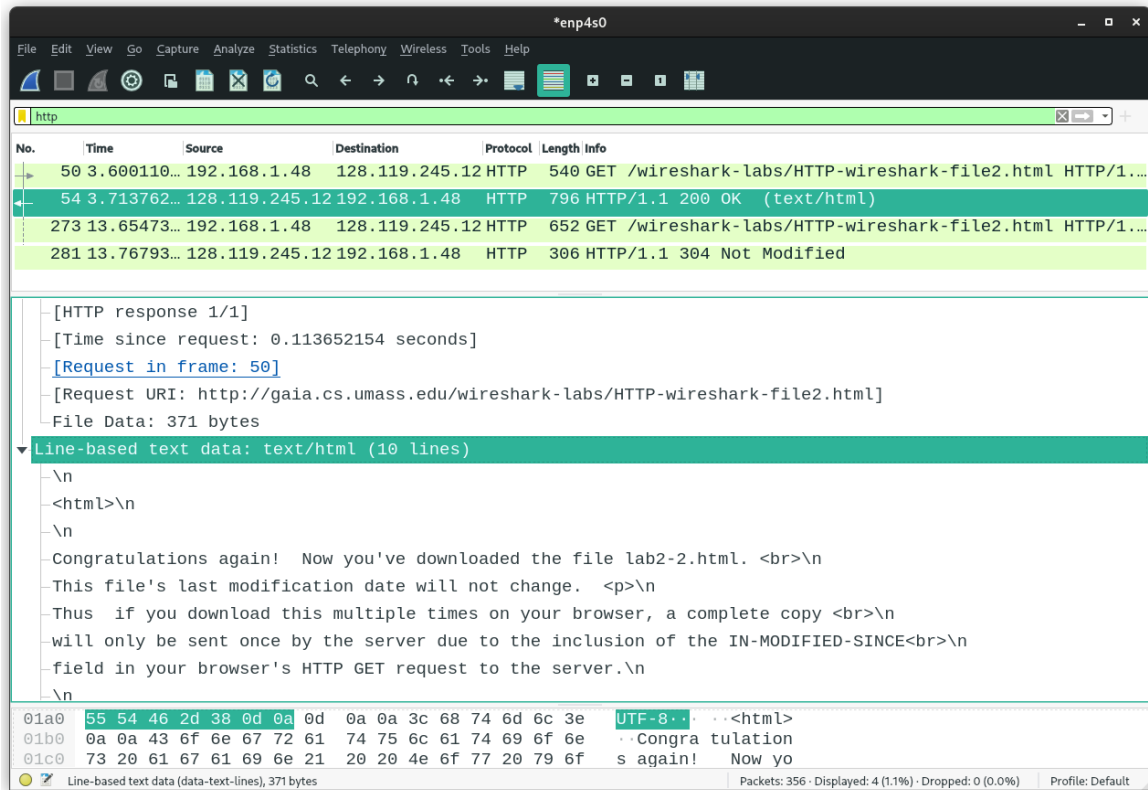 *enp4s0
File Edit View Go Capture Analyze Statistics Telephony Wireless Tools Help
http
No. Time Source Destination Protocol Length Info
50 3.600110… 192.168.1.48 128.119.245.12 HTTP 540 GET /wireshark-labs/HTTP-wireshark-file2.html HTTP/1.…
54 3.713762… 128.119.245.12 192.168.1.48 HTTP 796 HTTP/1.1 200 OK  (text/html)
273 13.65473… 192.168.1.48 128.119.245.12 HTTP 652 GET /wireshark-labs/HTTP-wireshark-file2.html HTTP/1.…
281 13.76793… 128.119.245.12 192.168.1.48 HTTP 306 HTTP/1.1 304 Not Modified
[HTTP response 1/1]
[Time since request: 0.113652154 seconds]
[Request in frame: 50]
[Request URI: http://gaia.cs.umass.edu/wireshark-labs/HTTP-wireshark-file2.html]
File Data: 371 bytes
Line-based text data: text/html (10 lines)
\n
<html>\n
\n
Congratulations again!  Now you've downloaded the file lab2-2.html. <br>\n
This file's last modification date will not change.  <p>\n
Thus  if you download this multiple times on your browser, a complete copy <br>\n
will only be sent once by the server due to the inclusion of the IN-MODIFIED-SINCE<br>\n
field in your browser's HTTP GET request to the server.\n
\n
01a0 55 54 46 2d 38 0d 0a 0d 0a 0a 3c 68 74 6d 6c 3e UTF-8·· ··<html>
01b0 0a 0a 43 6f 6e 67 72 61 74 75 6c 61 74 69 6f 6e ··Congra tulation
01c0 73 20 61 67 61 69 6e 21 20 20 4e 6f 77 20 79 6f s again!  Now yo
Line-based text data (data-text-lines), 371 bytes Packets: 356 · Displayed: 4 (1.1%) · Dropped: 0 (0.0%) Profile: Default